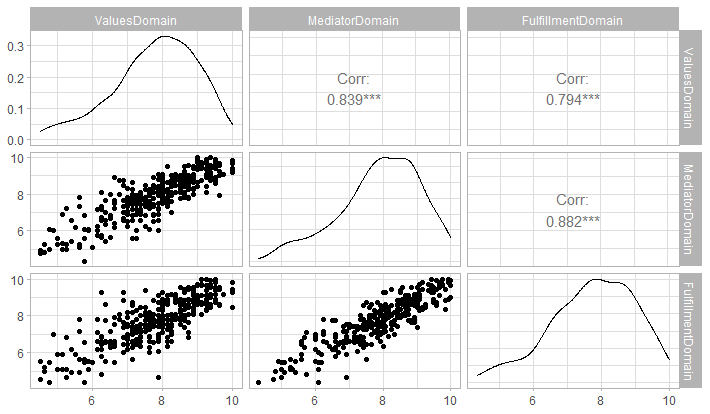 ValuesDomain MediatorDomain FulfillmentDomain
0.3
0.2
0.1
0.0
Corr:
0.839***
Corr:
0.794***
ValuesDomain
10
8
6
Corr:
0.882***
MediatorDomain
10
8
6
FulfillmentDomain
6 8 10 6 8 10 6 8 10